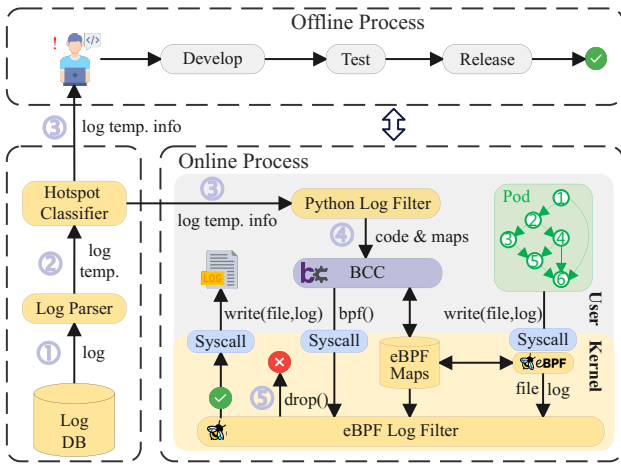 Offline Process
! </>
Develop
Test
Release
③
log temp. info
Online Process
Hotspot
Classifier
③
log temp. info
Python Log Filter
Pod
①
②
③
④
⑤
⑥
④
code & maps
②
log
temp.
LOG
bc
BCC
Log Parser
write(file,log)
bpf()
write(file,log)
User
Kernel
①
log
Syscall
Syscall
Syscall
eBPF
Maps
eBPF
Log
DB
⑤
drop()
file
log
eBPF Log Filter